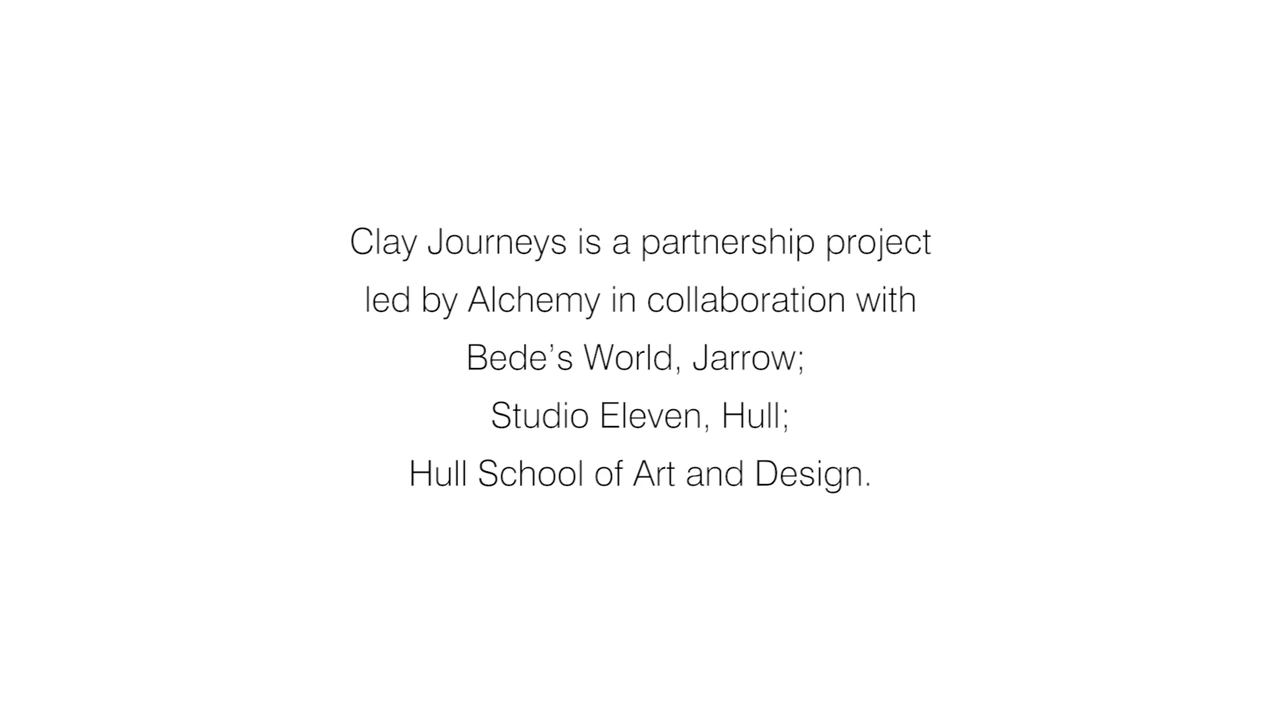 Clay Journeys is a partnership project
led by Alchemy in collaboration with
Bede’s World, Jarrow;
Studio Eleven, Hull;
Hull School of Art and Design.